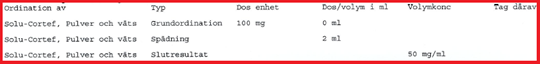 Ordination av Typ Dos enhet Dos/volym i ml Volymkonc Tag därav
Solu-Cortef, Pulver och väts Grundordination 100 mg 0 ml
Solu-Cortef, Pulver och väts Spädning 2 ml
Solu-Cortef, Pulver och väts Slutresultat 50 mg/ml